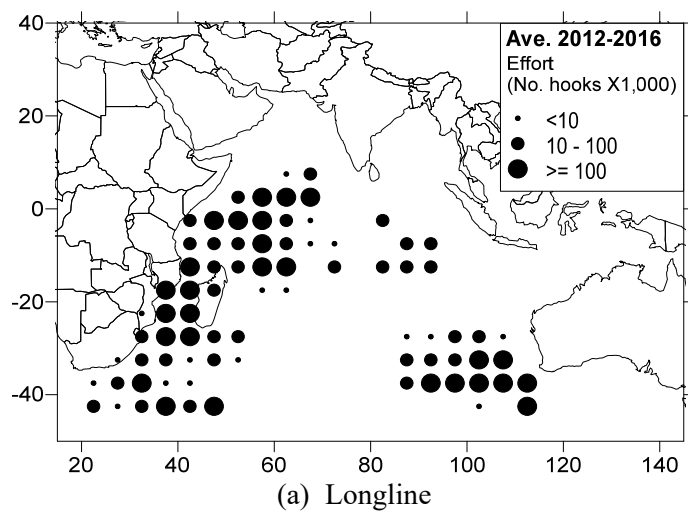 40
20
0
-20
-40
Ave. 2012-2016
Effort
(No. hooks X1,000)
<10
10 - 100
>= 100
20 40 60 80 100 120 140
(a) Longline